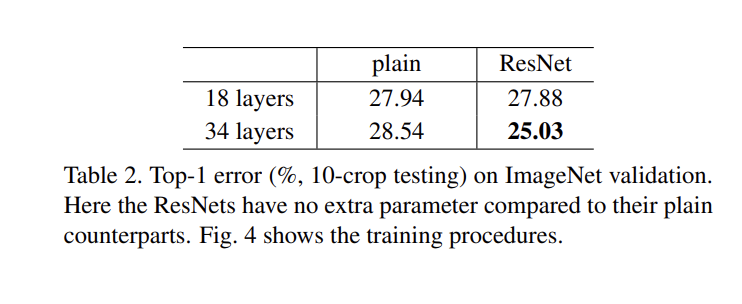 plain ResNet
18 layers 27.94 27.88
34 layers 28.54 25.03
Table 2. Top-1 error (%, 10-crop testing) on ImageNet validation.
Here the ResNets have no extra parameter compared to their plain
counterparts. Fig. 4 shows the training procedures.